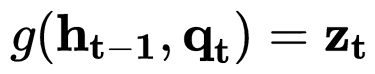 g(h_{t−1}, q_t) = z_t